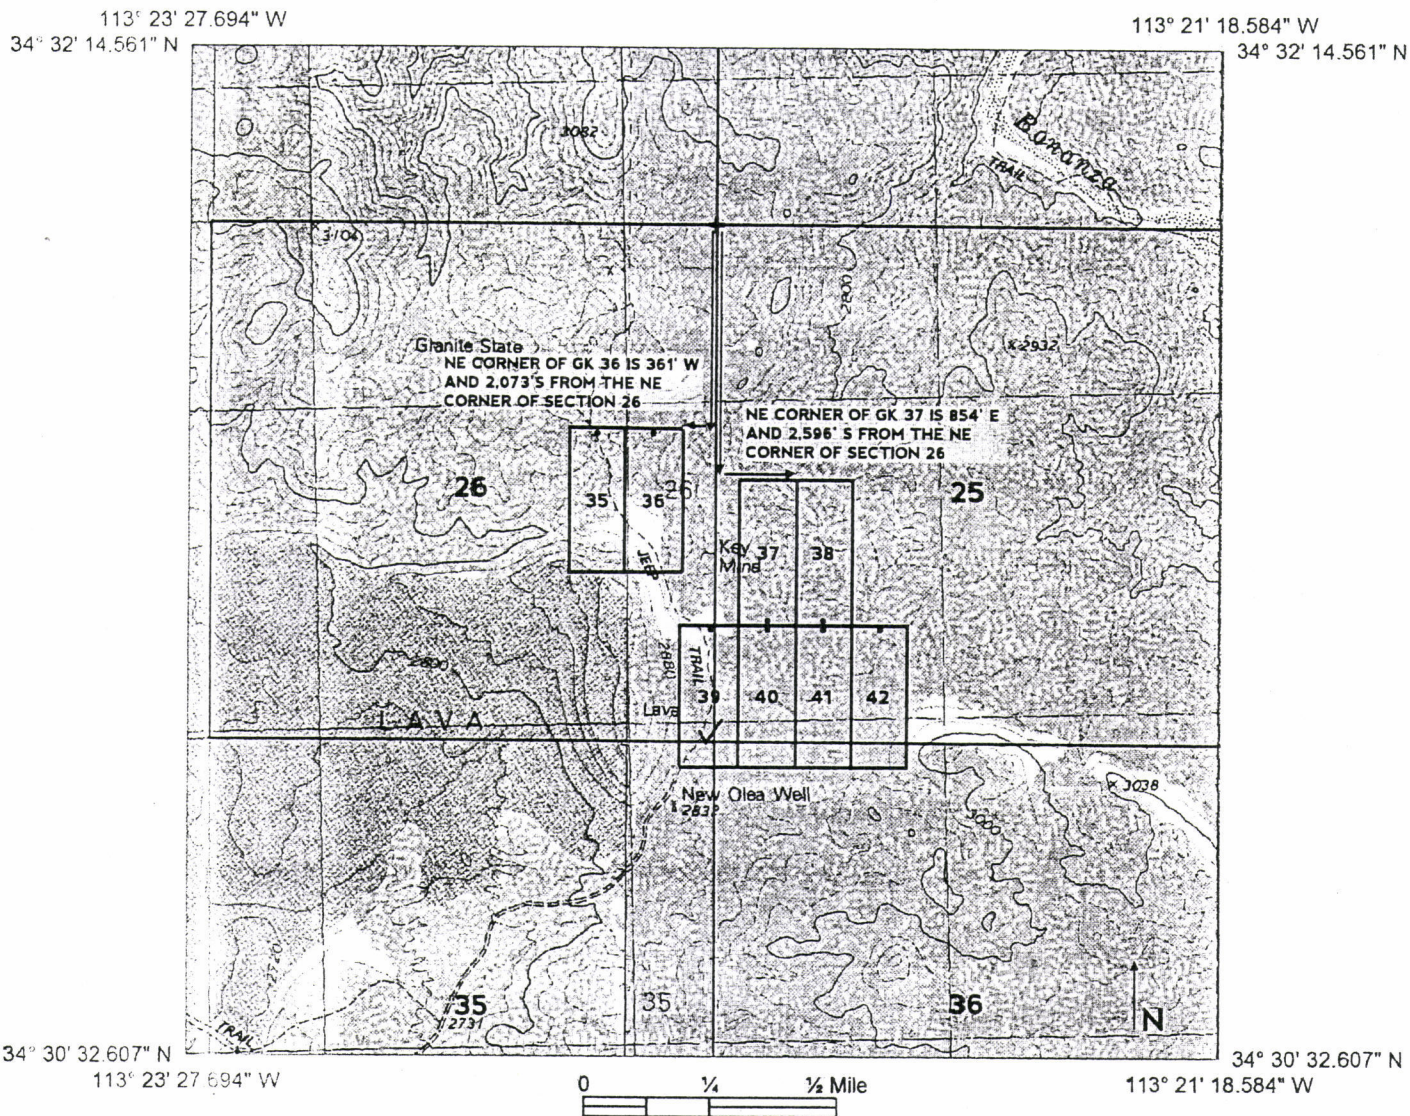 113° 23' 27.694" W
113° 21' 18.584" W
34° 32' 14.561" N
34° 32' 14.561" N
Bonanza
TRAIL
3082
3104
2800
×2932
Granite State
NE CORNER OF GK 36 IS 361' W
AND 2,073'S FROM THE NE
CORNER OF SECTION 26
NE CORNER OF GK 37 IS 854' E
AND 2,596' S FROM THE NE
CORNER OF SECTION 26
26
35
36
26
25
Key
Mine
37
38
JEEP
TRAIL
2880
2800
LAVA
Lava
39
40
41
42
New Olea Well
2832
× 3038
3000
2720
35
2731
35
36
TRAIL
N
34° 30' 32.607" N
34° 30' 32.607" N
113° 23' 27.694" W
113° 21' 18.584" W
0 ¼ ½ Mile